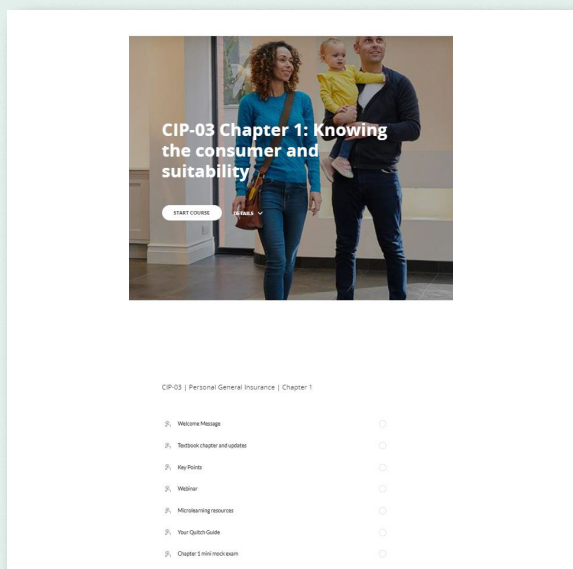 CIP-03 Chapter 1: Knowing
the consumer and
suitability
START COURSE DETAILS
CIP-03 | Personal General Insurance | Chapter 1
Welcome Message
Textbook chapter and updates
Key Points
Webinar
Microlearning resources
Your Quitch Guide
Chapter 1 mini mock exam